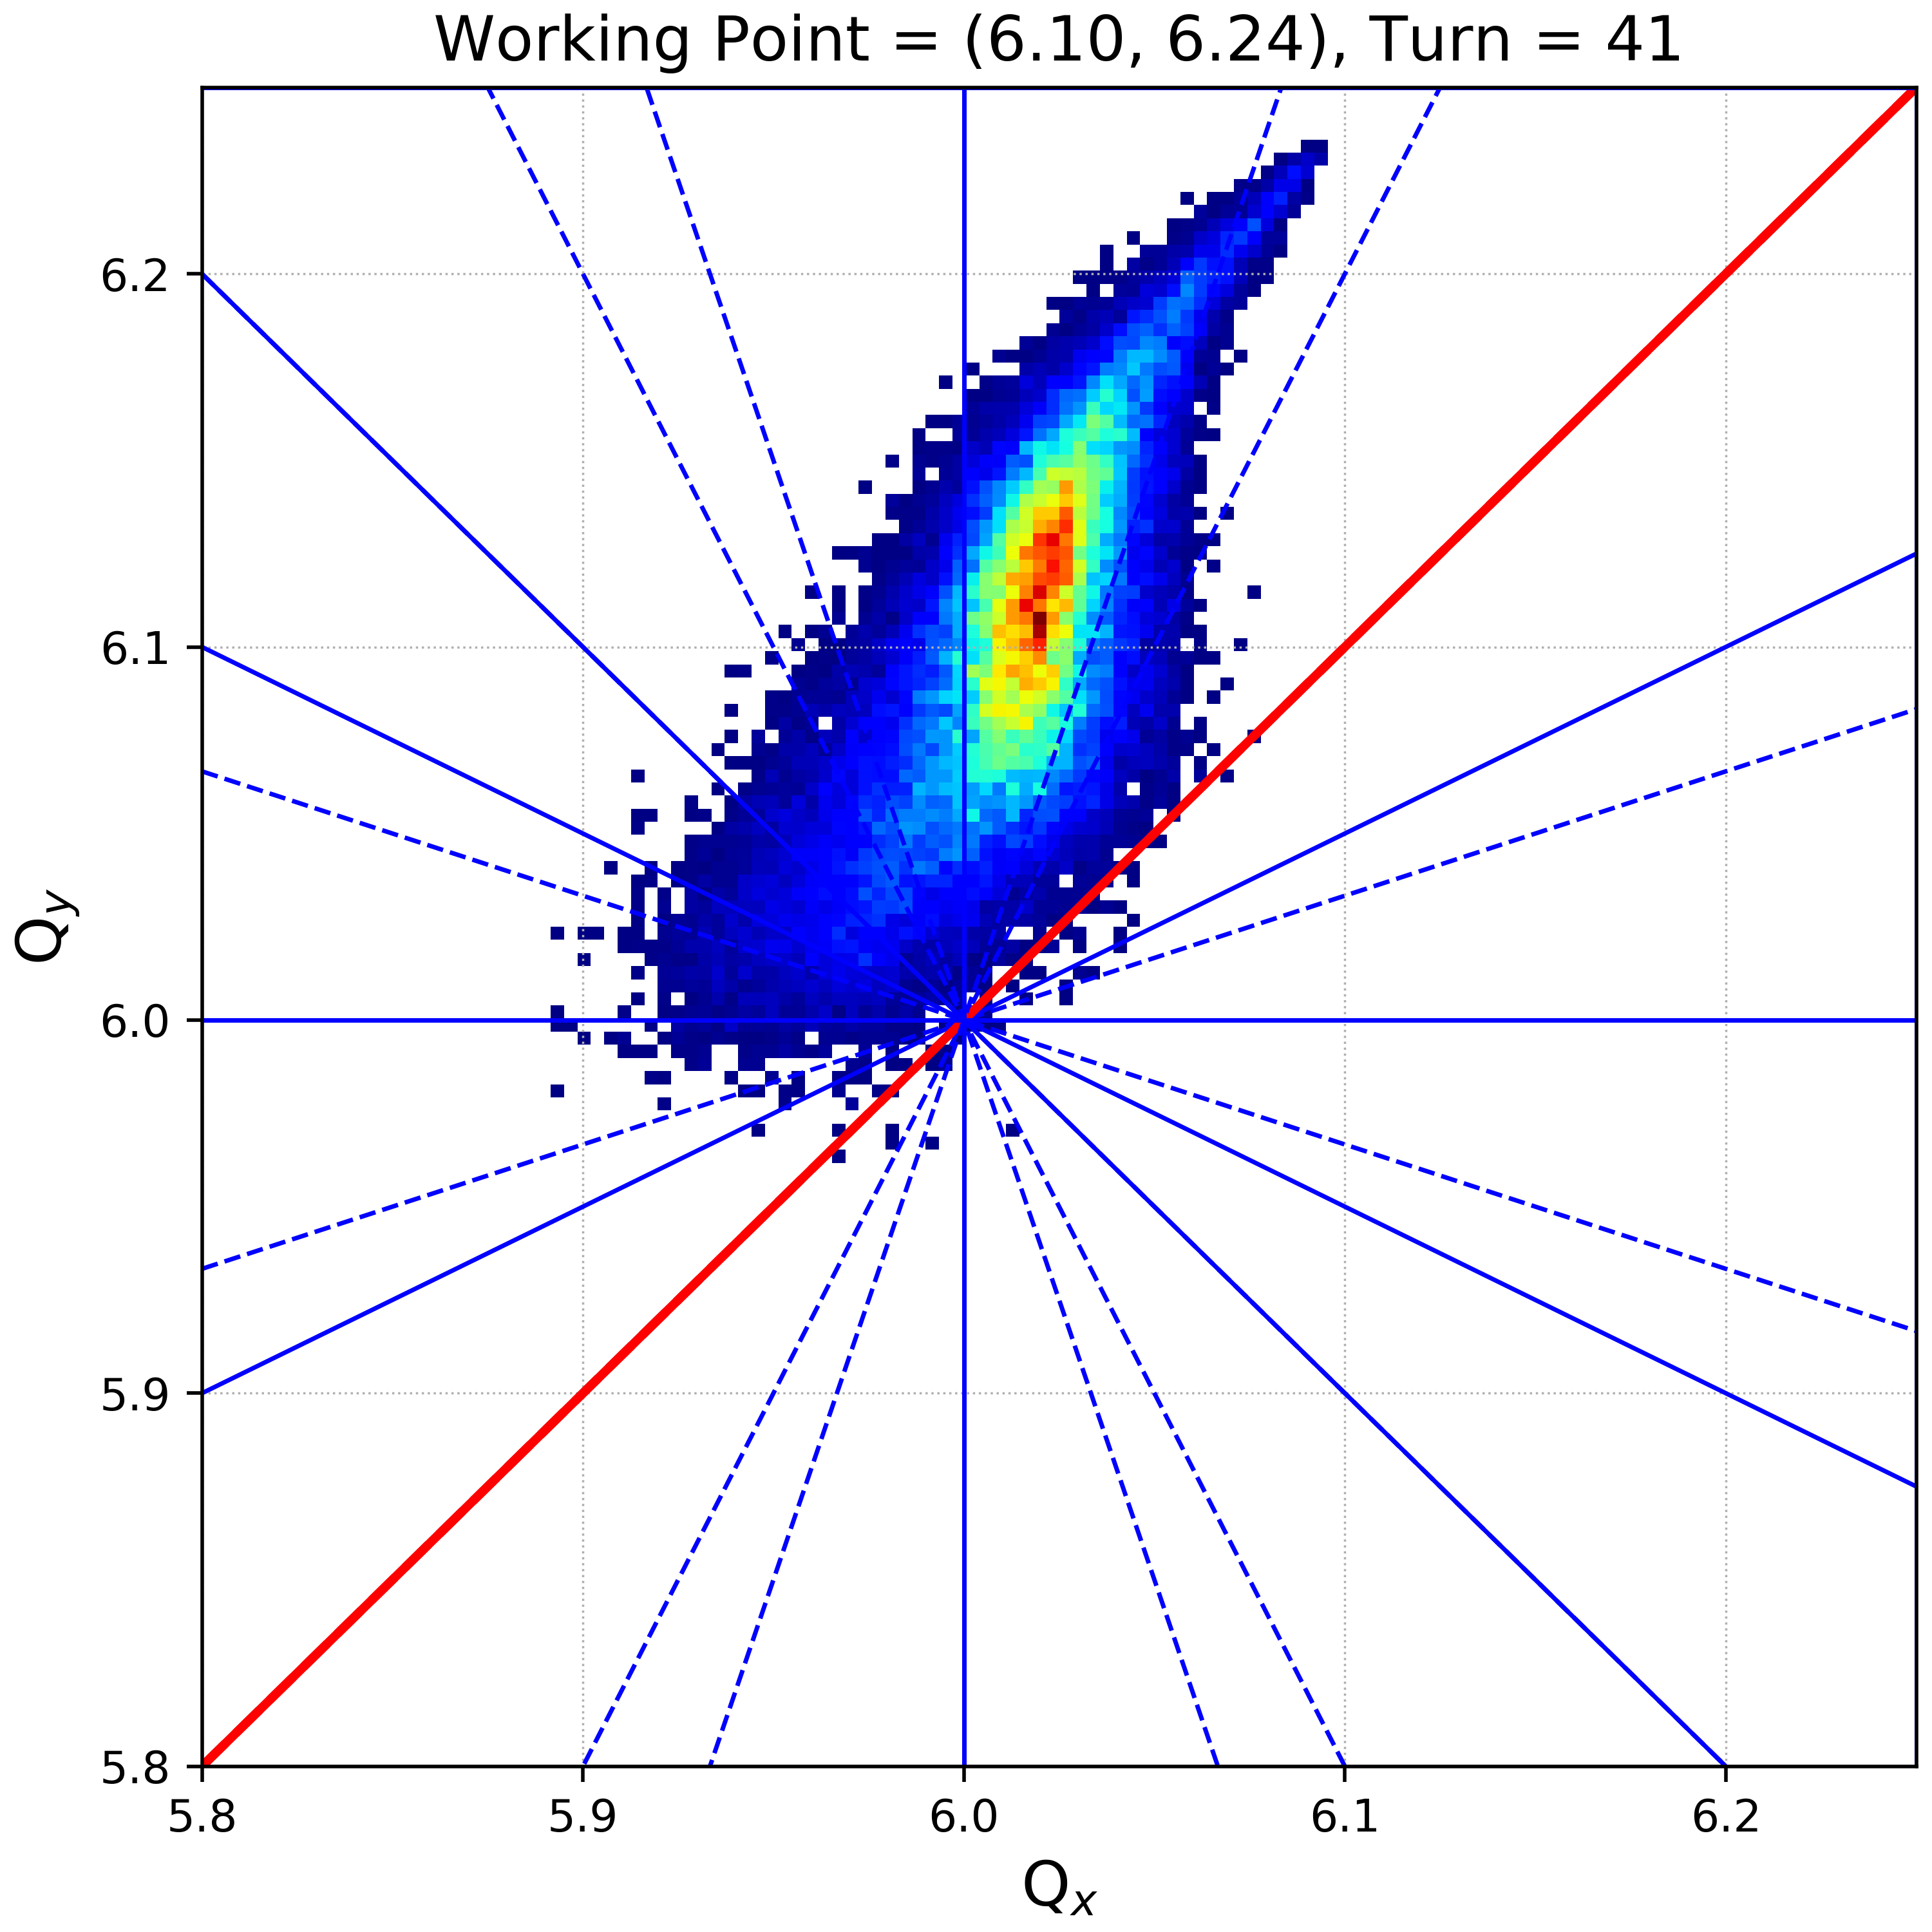 Working Point = (6.10, 6.24), Turn = 41
6.2
6.1
6.0
5.9
5.8
Qy
5.8 5.9 6.0 6.1 6.2
Qx